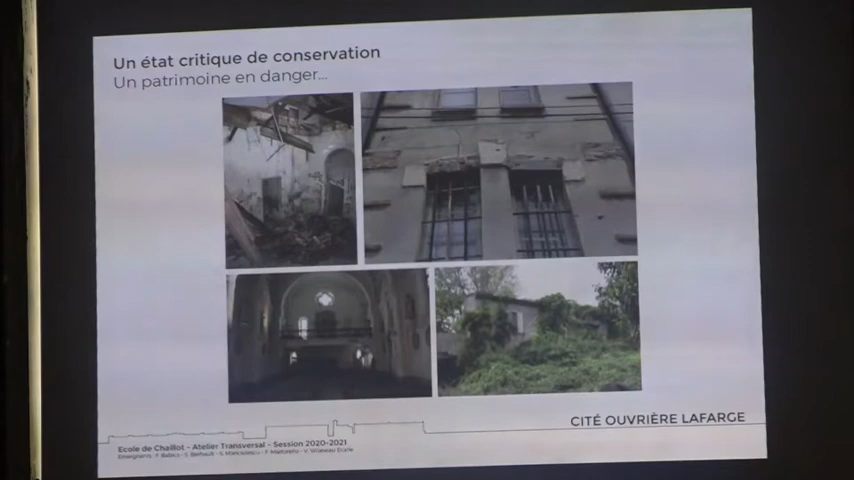 Un état critique de conservation
Un patrimoine en danger...
CITÉ OUVRIÈRE LAFARGE
Ecole de Chaillot - Atelier Transversal - Session 2020-2021
Enseignants :